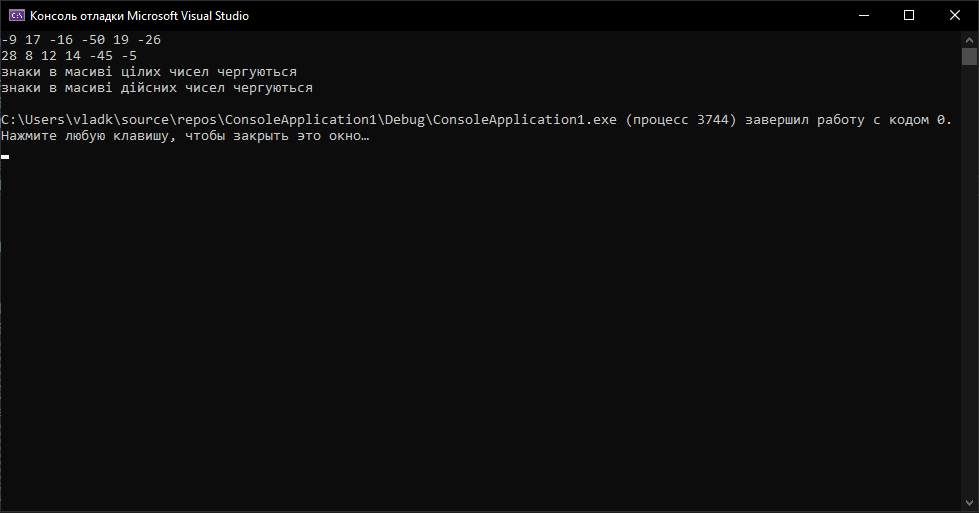 Консоль отладки Microsoft Visual Studio
-9 17 -16 -50 19 -26
28 8 12 14 -45 -5
знаки в масиві цілих чисел чергуються
знаки в масиві дійсних чисел чергуються
C:\Users\vladk\source\repos\ConsoleApplication1\Debug\ConsoleApplication1.exe (процесс 3744) завершил работу с кодом 0.
Нажмите любую клавишу, чтобы закрыть это окно…